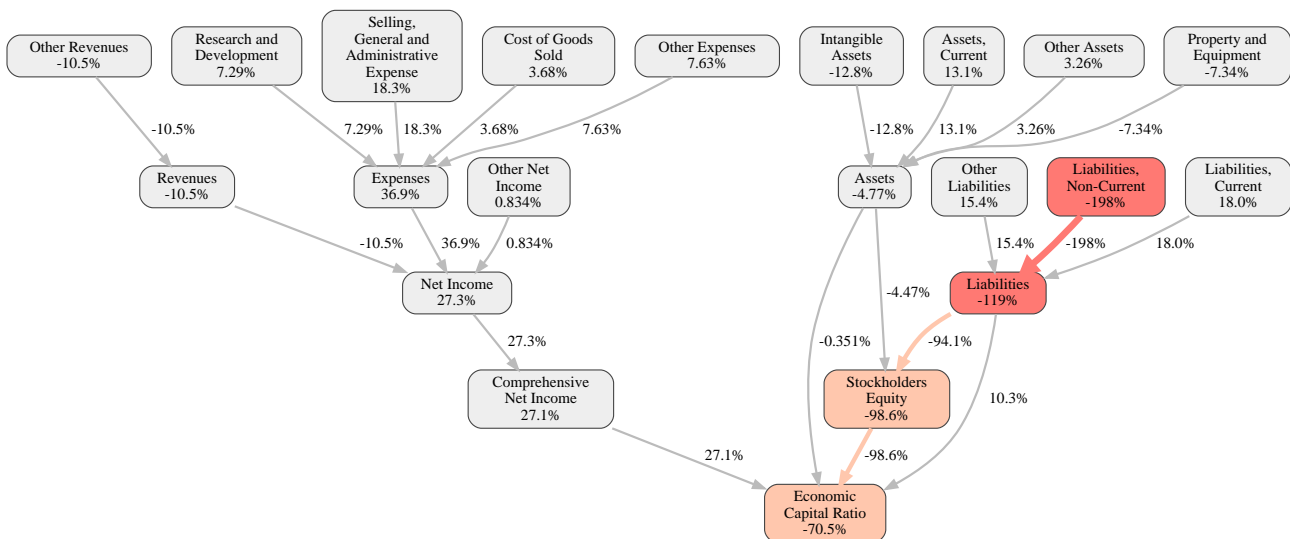 Other Revenues
-10.5%
Research and
Development
7.29%
Selling,
General and
Administrative
Expense
18.3%
Cost of Goods
Sold
3.68%
Other Expenses
7.63%
Intangible
Assets
-12.8%
Assets,
Current
13.1%
Other Assets
3.26%
Property and
Equipment
-7.34%
-10.5%
7.29%
18.3%
3.68%
7.63%
-12.8%
13.1%
3.26%
-7.34%
Revenues
-10.5%
Expenses
36.9%
Other Net
Income
0.834%
Assets
-4.77%
Other
Liabilities
15.4%
Liabilities,
Non-Current
-198%
Liabilities,
Current
18.0%
-10.5%
36.9%
0.834%
15.4%
-198%
18.0%
Net Income
27.3%
Liabilities
-119%
-4.47%
27.3%
-0.351%
-94.1%
Comprehensive
Net Income
27.1%
Stockholders
Equity
-98.6%
10.3%
27.1%
-98.6%
Economic
Capital Ratio
-70.5%